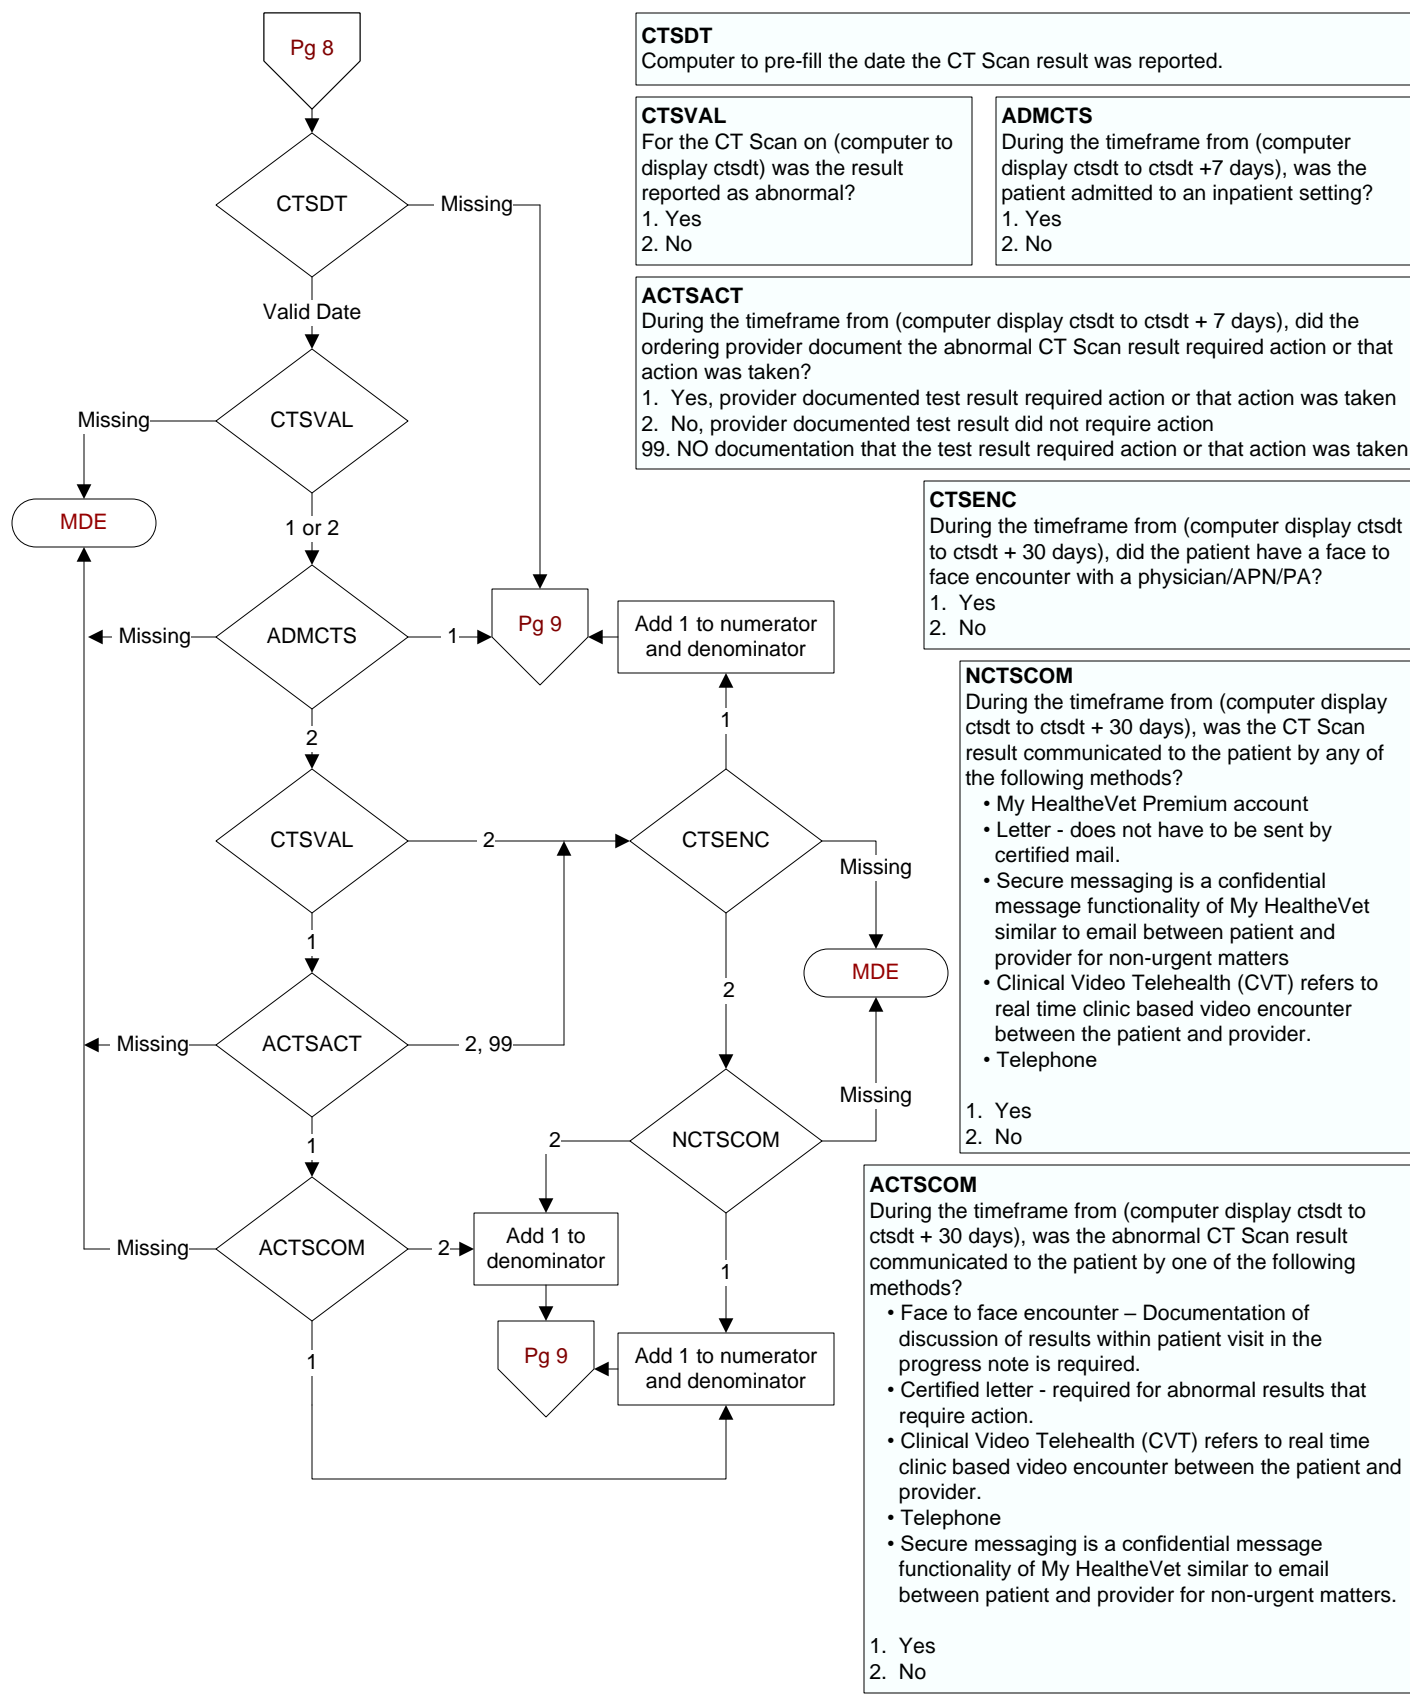 Pg 8
CTSDT
Missing
Valid Date
CTSVAL
Missing
MDE
1 or 2
ADMCTS
Missing
1
Pg 9
Add 1 to numerator
and denominator
2
1
CTSVAL
2
CTSENC
Missing
1
MDE
2
ACTSACT
Missing
2, 99
1
Missing
NCTSCOM
2
ACTSCOM
Missing
2
Add 1 to
denominator
1
1
Pg 9
Add 1 to numerator
and denominator
CTSDT
Computer to pre-fill the date the CT Scan result was reported.
CTSVAL
For the CT Scan on (computer to
display ctsdt) was the result
reported as abnormal?
1. Yes
2. No
ADMCTS
During the timeframe from (computer
display ctsdt to ctsdt +7 days), was the
patient admitted to an inpatient setting?
1. Yes
2. No
ACTSACT
During the timeframe from (computer display ctsdt to ctsdt + 7 days), did the
ordering provider document the abnormal CT Scan result required action or that
action was taken?
1. Yes, provider documented test result required action or that action was taken
2. No, provider documented test result did not require action
99. NO documentation that the test result required action or that action was taken
CTSENC
During the timeframe from (computer display ctsdt
to ctsdt + 30 days), did the patient have a face to
face encounter with a physician/APN/PA?
1. Yes
2. No
NCTSCOM
During the timeframe from (computer display
ctsdt to ctsdt + 30 days), was the CT Scan
result communicated to the patient by any of
the following methods?
• My HealtheVet Premium account
• Letter - does not have to be sent by
certified mail.
• Secure messaging is a confidential
message functionality of My HealtheVet
similar to email between patient and
provider for non-urgent matters
• Clinical Video Telehealth (CVT) refers to
real time clinic based video encounter
between the patient and provider.
• Telephone
1. Yes
2. No
ACTSCOM
During the timeframe from (computer display ctsdt to
ctsdt + 30 days), was the abnormal CT Scan result
communicated to the patient by one of the following
methods?
• Face to face encounter – Documentation of
discussion of results within patient visit in the
progress note is required.
• Certified letter - required for abnormal results that
require action.
• Clinical Video Telehealth (CVT) refers to real time
clinic based video encounter between the patient and
provider.
• Telephone
• Secure messaging is a confidential message
functionality of My HealtheVet similar to email
between patient and provider for non-urgent matters.
1. Yes
2. No